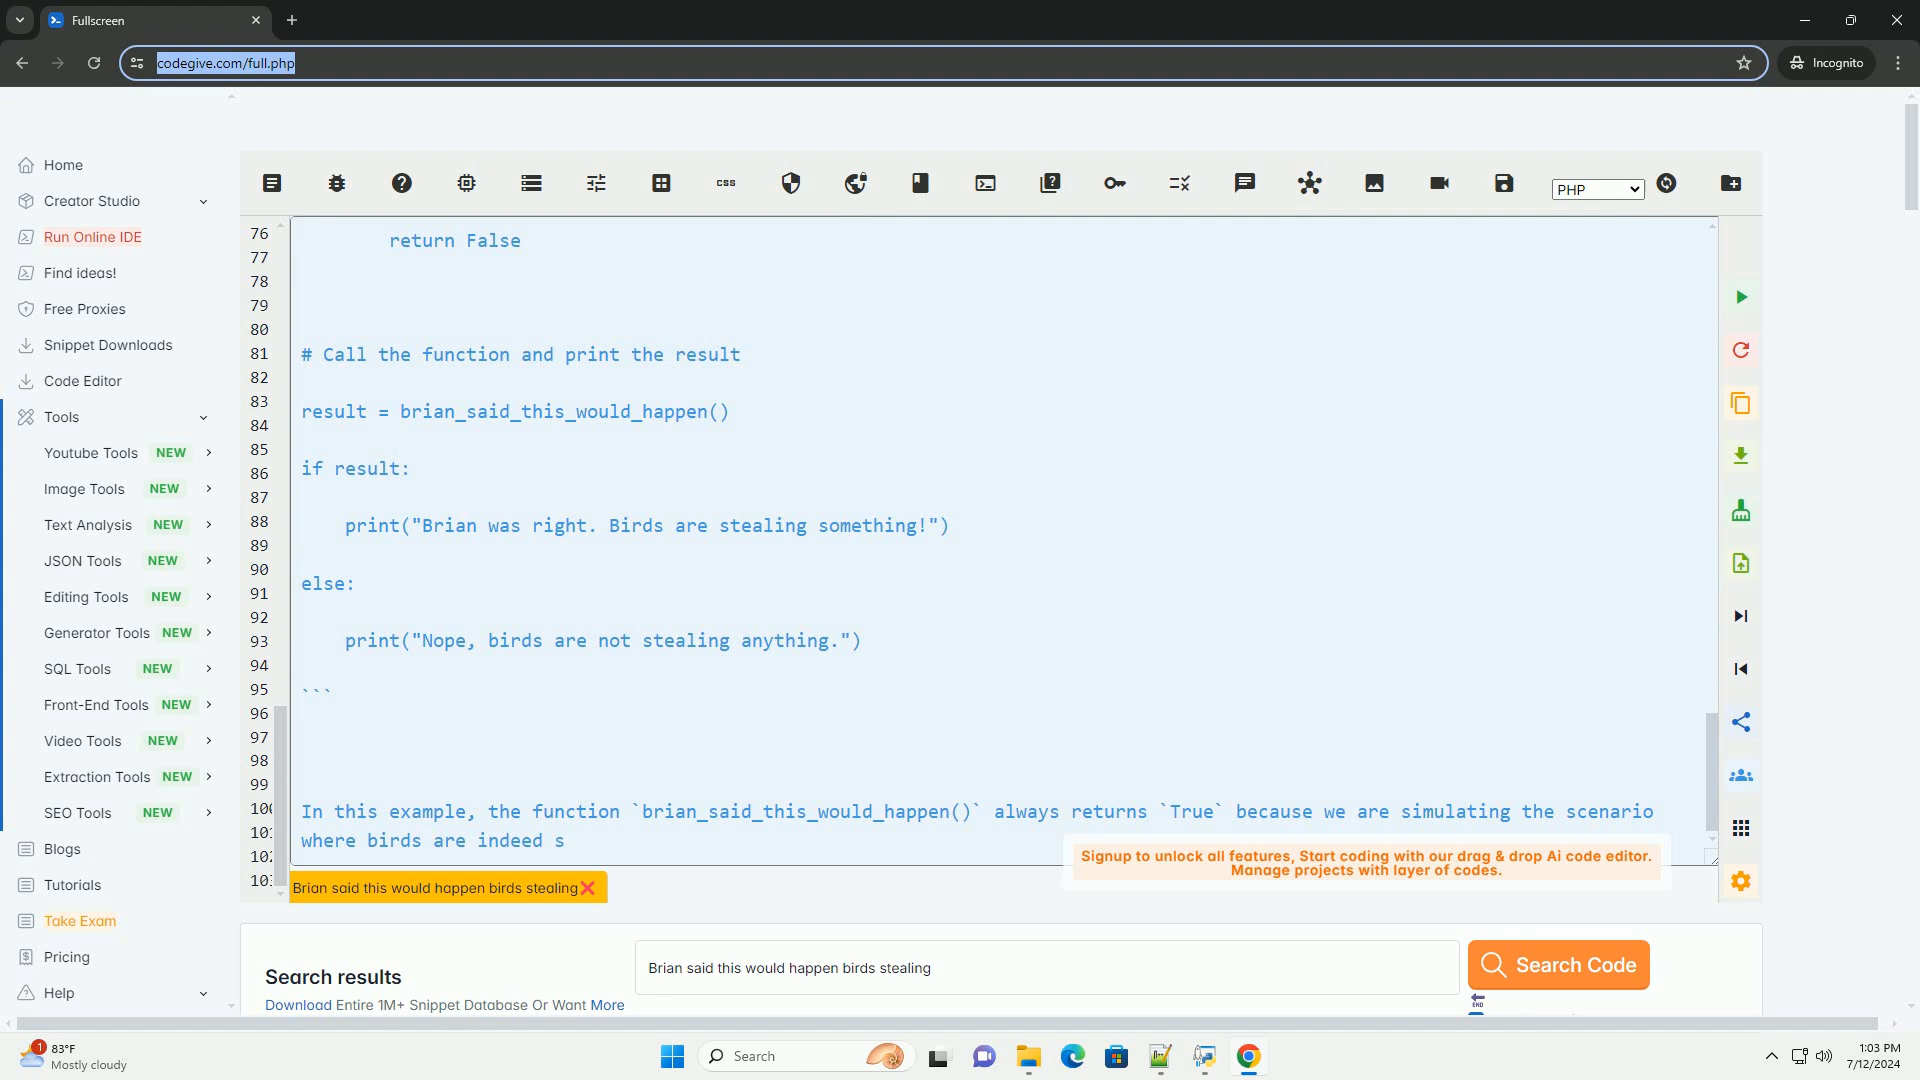 Fullscreen
codegive.com/full.php
Incognito
Home
Creator Studio
Run Online IDE
Find ideas!
Free Proxies
Snippet Downloads
Code Editor
Tools
Youtube Tools NEW
Image Tools NEW
Text Analysis NEW
JSON Tools NEW
Editing Tools NEW
Generator Tools NEW
SQL Tools NEW
Front-End Tools NEW
Video Tools NEW
Extraction Tools NEW
SEO Tools NEW
Blogs
Tutorials
Take Exam
Pricing
Help
css
PHP
76
77
78
79
80
81
82
83
84
85
86
87
88
89
90
91
92
93
94
95
96
97
98
99
return False
# Call the function and print the result
result = brian_said_this_would_happen()
if result:
print("Brian was right. Birds are stealing something!")
else:
print("Nope, birds are not stealing anything.")
```
In this example, the function `brian_said_this_would_happen()` always returns `True` because we are simulating the scenario
where birds are indeed s
Signup to unlock all features, Start coding with our drag & drop Ai code editor.
Manage projects with layer of codes.
Brian said this would happen birds stealing
Search results
Download Entire 1M+ Snippet Database Or Want More
Brian said this would happen birds stealing
Search Code
END
1
83°F
Mostly cloudy
Search
1:03 PM
7/12/2024